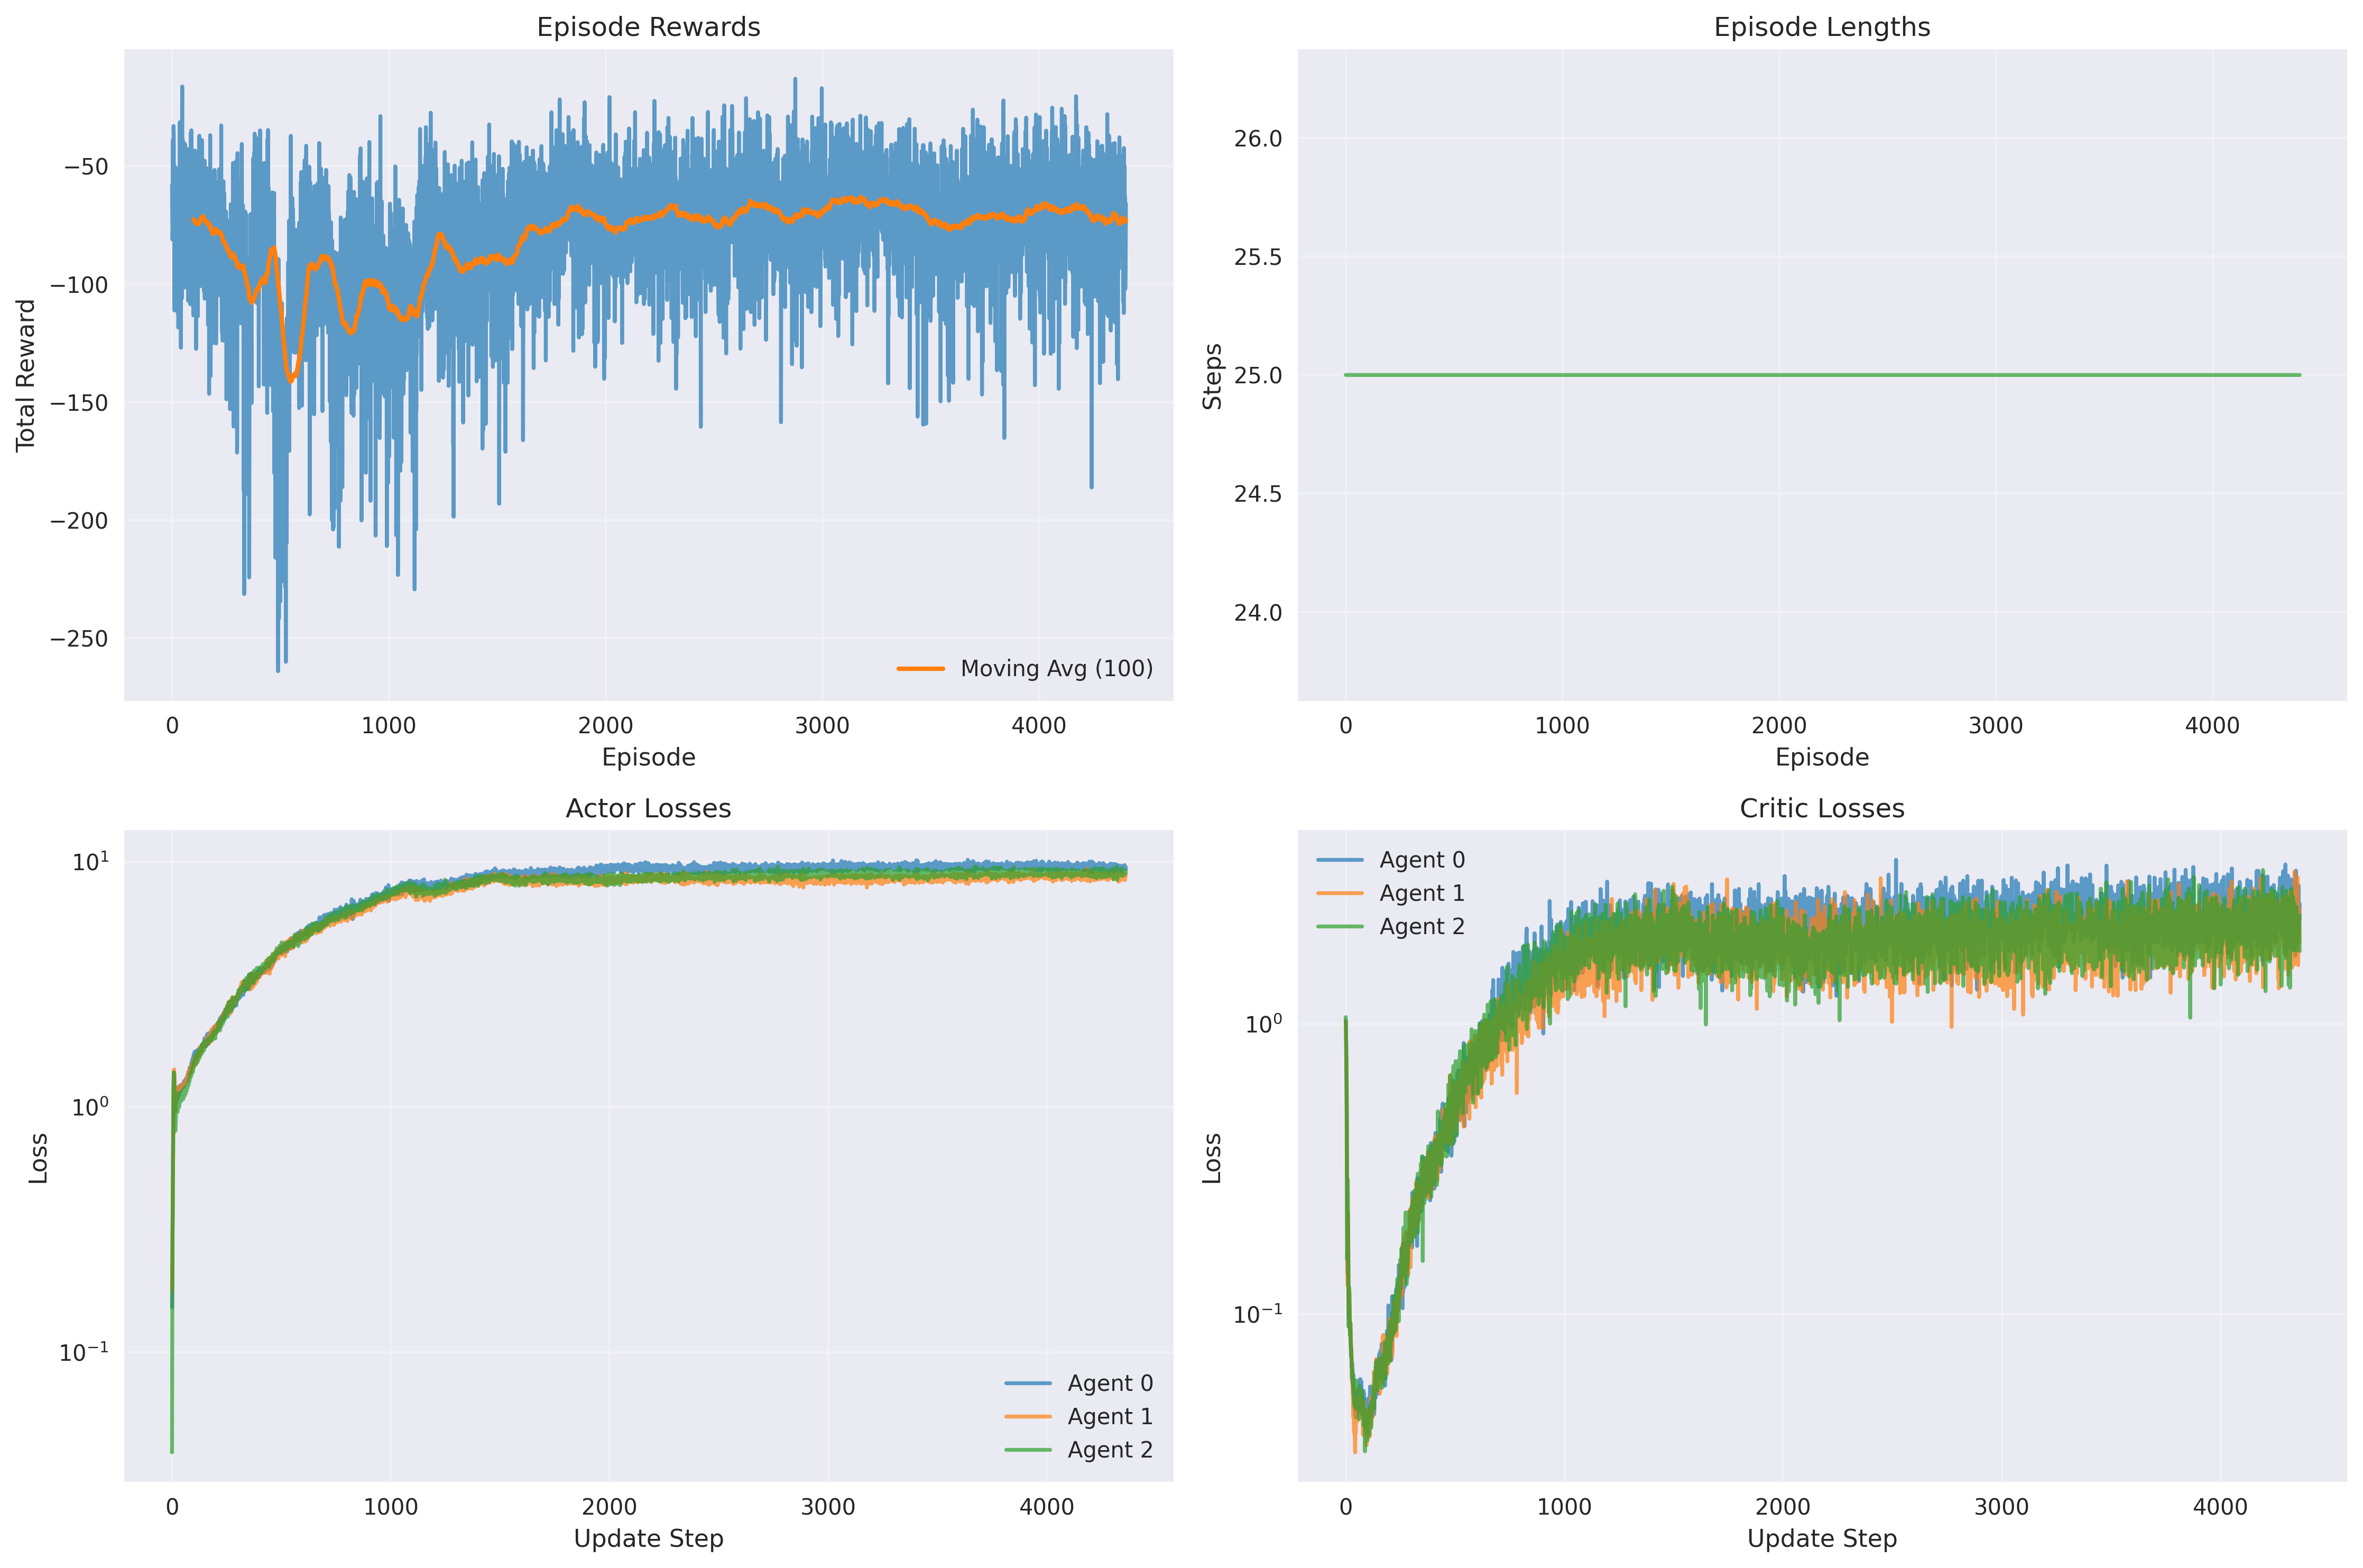 Episode Rewards
Total Reward
−50
−100
−150
−200
−250
Moving Avg (100)
0 1000 2000 3000 4000
Episode
Episode Lengths
Steps
26.0
25.5
25.0
24.5
24.0
0 1000 2000 3000 4000
Episode
Actor Losses
Loss
10¹
10⁰
10⁻¹
Agent 0
Agent 1
Agent 2
0 1000 2000 3000 4000
Update Step
Critic Losses
Loss
Agent 0
Agent 1
Agent 2
10⁰
10⁻¹
0 1000 2000 3000 4000
Update Step